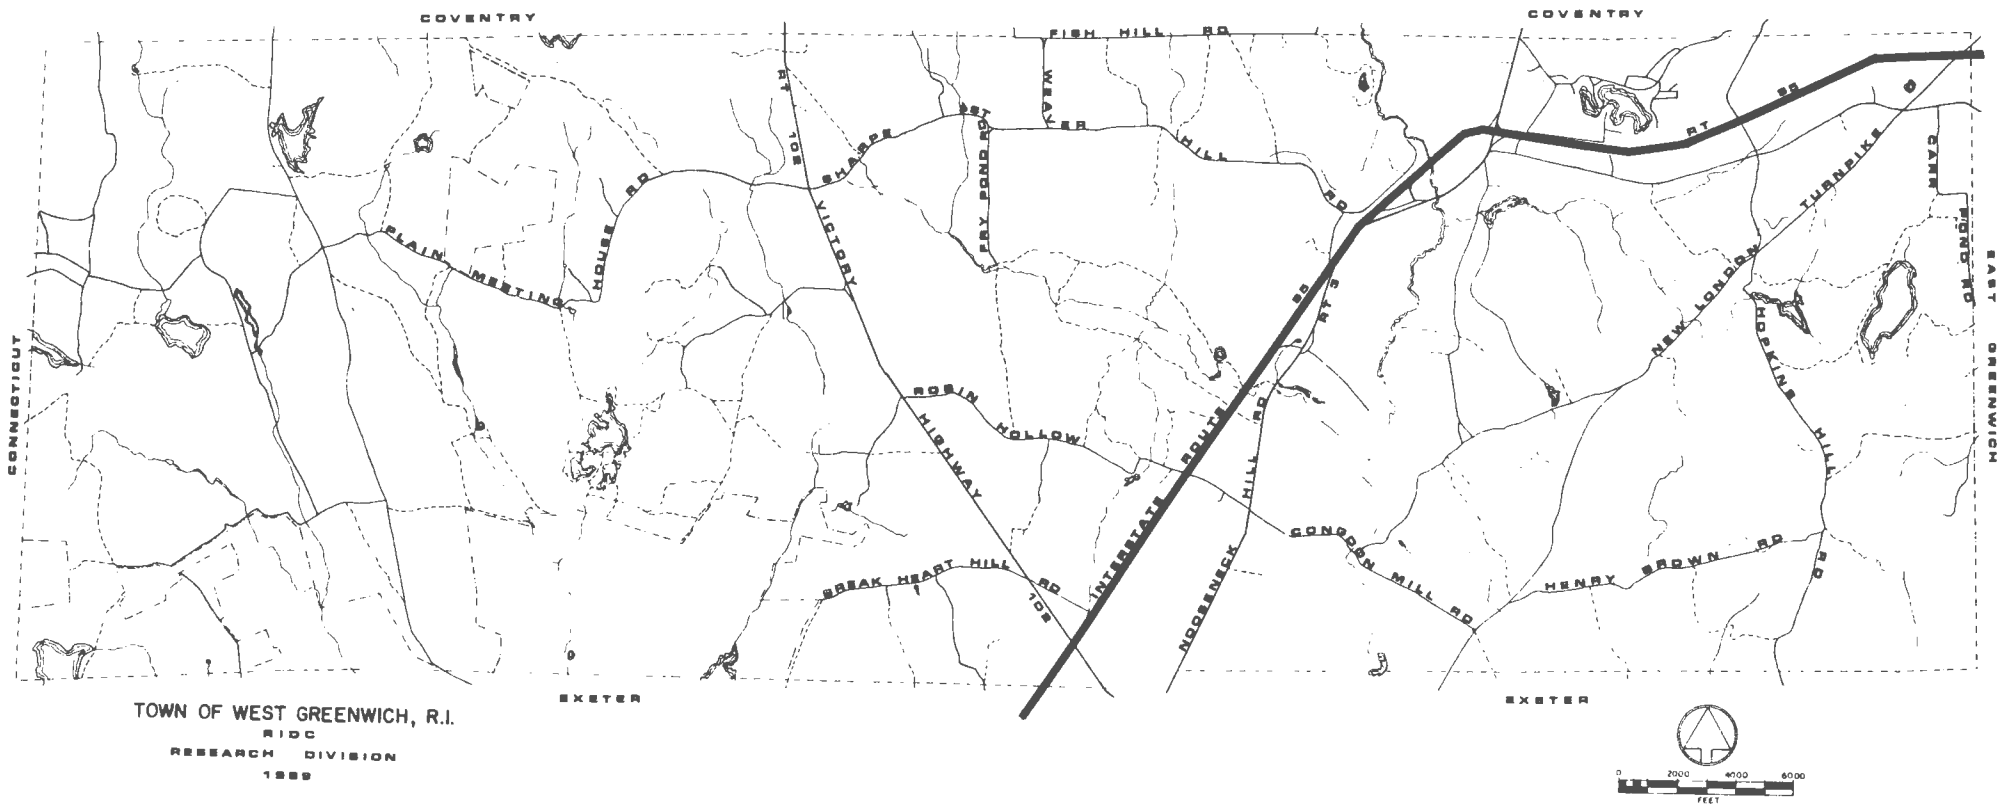 COVENTRY
COVENTRY
FISH HILL RD
WEAVER HILL RD
RT 102
SHARPE ST
FRY POND RD
RT 95
NEW LONDON TURNPIKE
CARR POND RD
PLAIN MEETING HOUSE RD
VICTORY HIGHWAY 102
RT 3
EAST GREENWICH
CONNECTICUT
HOPKINS HILL RD
ROBIN HOLLOW
INTERSTATE ROUTE 95
NOOSENECK HILL RD
CONGDON MILL RD
HENRY BROWN RD
BREAK HEART HILL RD
EXETER
EXETER
TOWN OF WEST GREENWICH, R.I.
RIDC
RESEARCH DIVISION
1989
0 2000 4000 6000
FEET